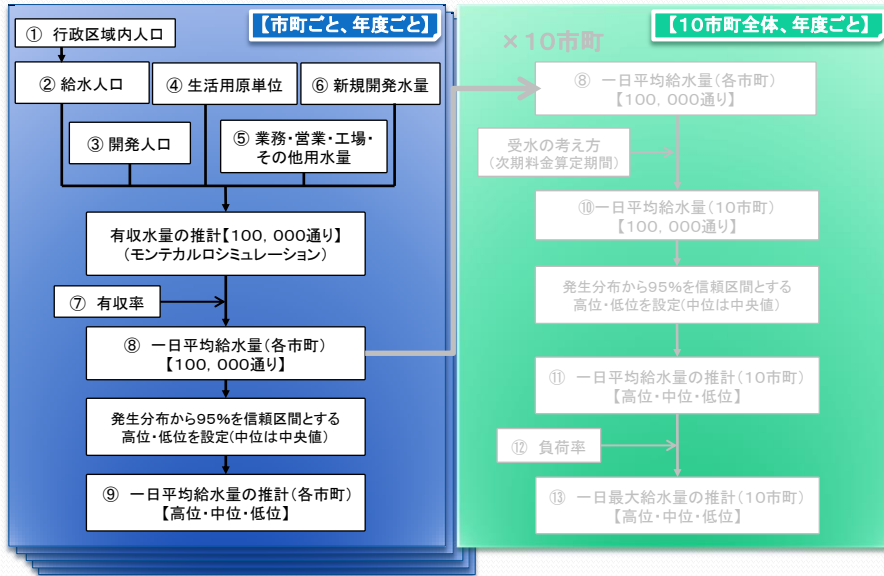 【市町ごと、年度ごと】
① 行政区域内人口
② 給水人口
④ 生活用原単位
⑥ 新規開発水量
③ 開発人口
⑤ 業務・営業・工場・
その他用水量
有収水量の推計【100,000通り】
(モンテカルロシミュレーション)
⑦ 有収率
⑧ 一日平均給水量(各市町)
【100,000通り】
発生分布から95%を信頼区間とする
高位・低位を設定(中位は中央値)
⑨ 一日平均給水量の推計(各市町)
【高位・中位・低位】
【10市町全体、年度ごと】
×10市町
⑧ 一日平均給水量(各市町)
【100,000通り】
受水の考え方
(次期料金算定期間)
⑩一日平均給水量(10市町)
【100,000通り】
発生分布から95%を信頼区間とする
高位・低位を設定(中位は中央値)
⑪ 一日平均給水量の推計(10市町)
【高位・中位・低位】
⑫ 負荷率
⑬ 一日最大給水量の推計(10市町)
【高位・中位・低位】